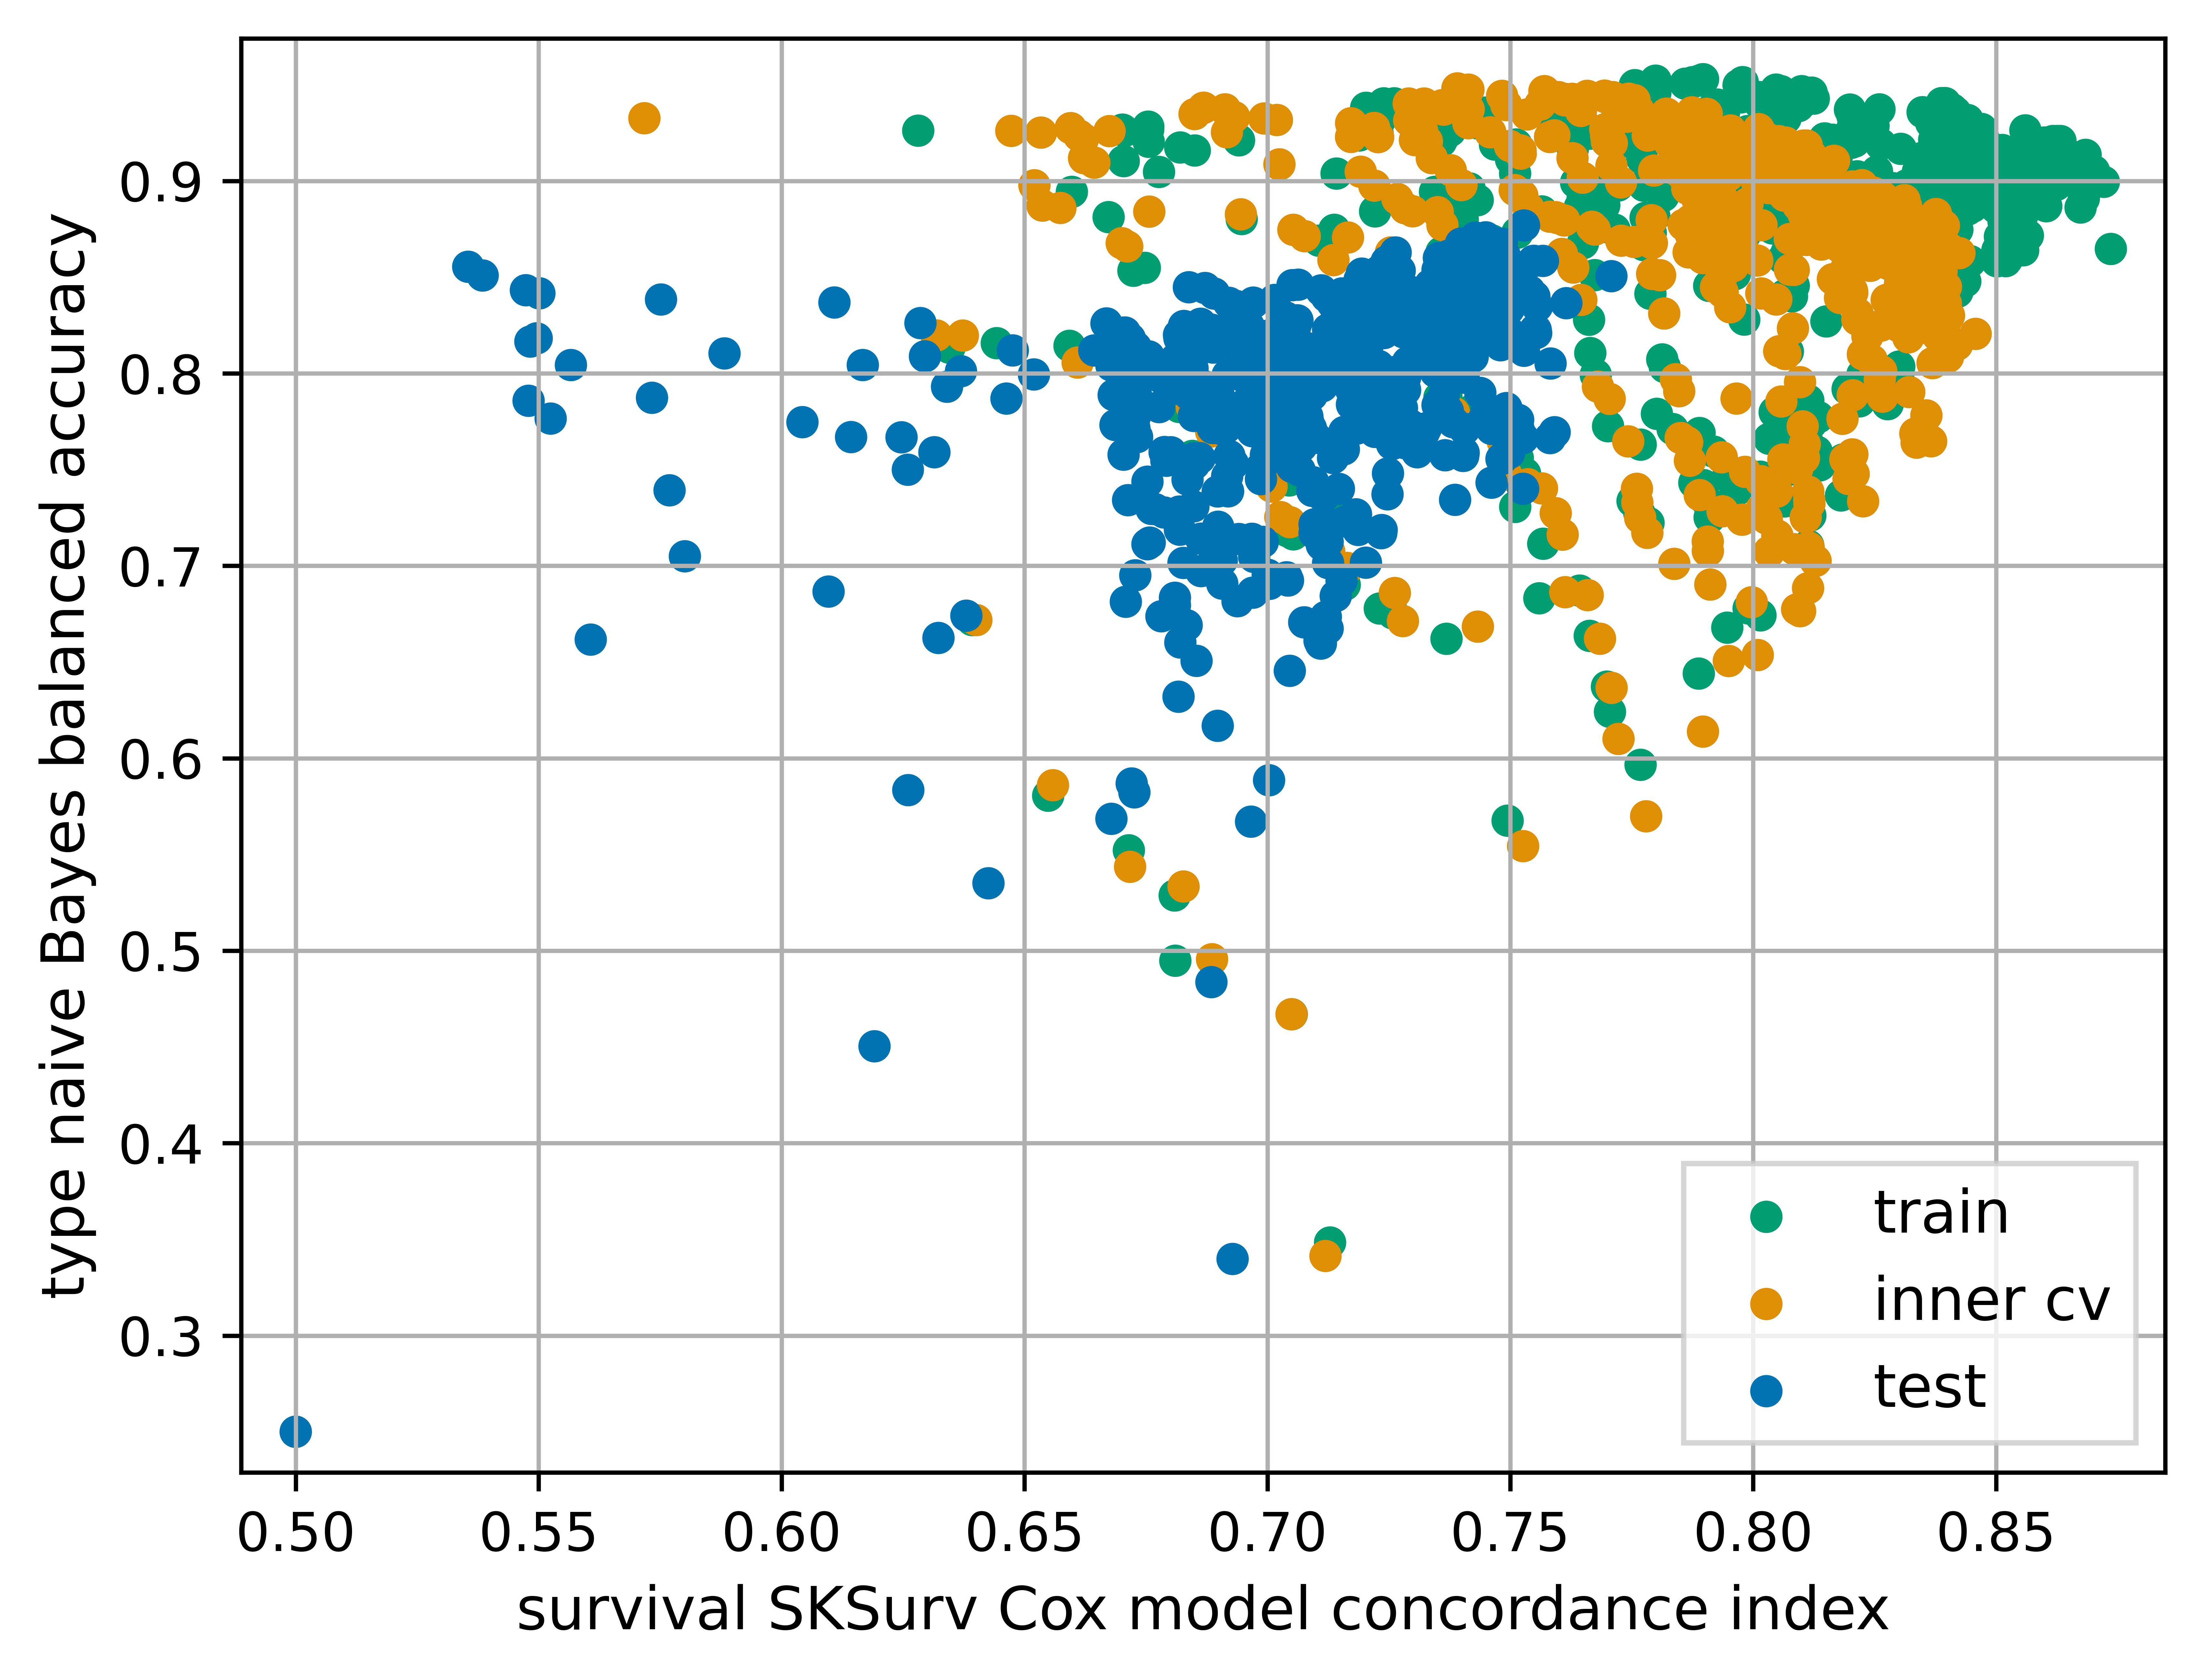 type naive Bayes balanced accuracy
0.9
0.8
0.7
0.6
0.5
0.4
0.3
train
inner cv
test
0.50 0.55 0.60 0.65 0.70 0.75 0.80 0.85
survival SKSurv Cox model concordance index